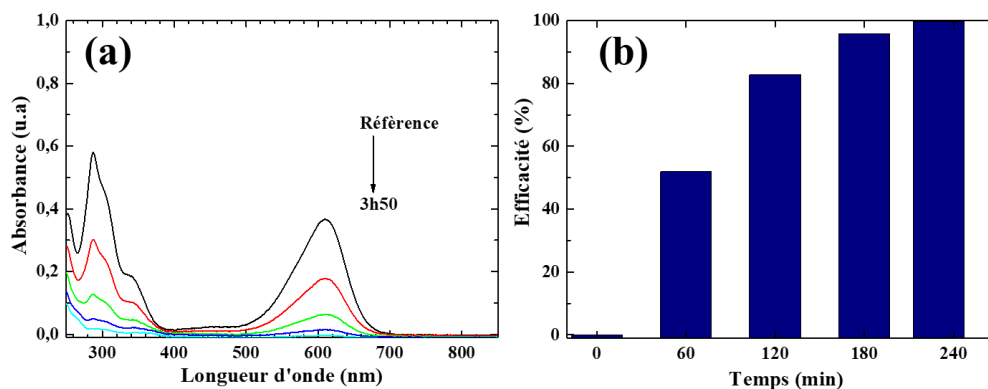 (a)
Absorbance (u.a)
1,0
0,8
0,6
0,4
0,2
0,0
Réfèrence
3h50
300 400 500 600 700 800
Longueur d'onde (nm)
(b)
Efficacité (%)
100
80
60
40
20
0
0 60 120 180 240
Temps (min)